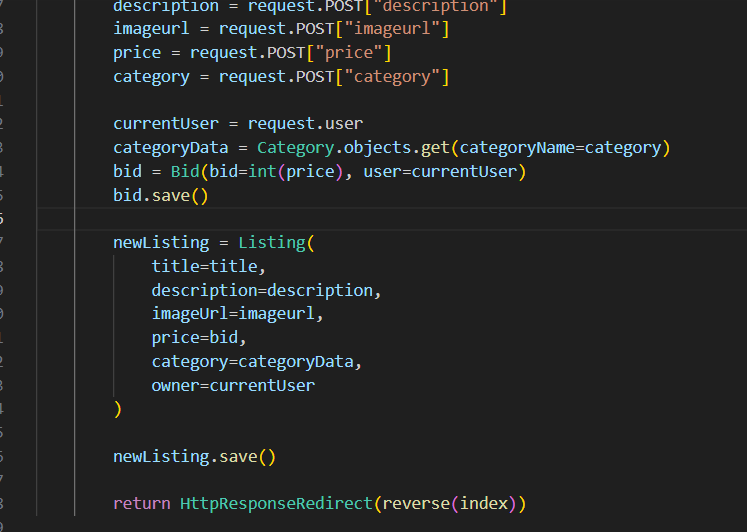 description = request.POST["description"]
imageurl = request.POST["imageurl"]
price = request.POST["price"]
category = request.POST["category"]
currentUser = request.user
categoryData = Category.objects.get(categoryName=category)
bid = Bid(bid=int(price), user=currentUser)
bid.save()
newListing = Listing(
title=title,
description=description,
imageUrl=imageurl,
price=bid,
category=categoryData,
owner=currentUser
)
newListing.save()
return HttpResponseRedirect(reverse(index))